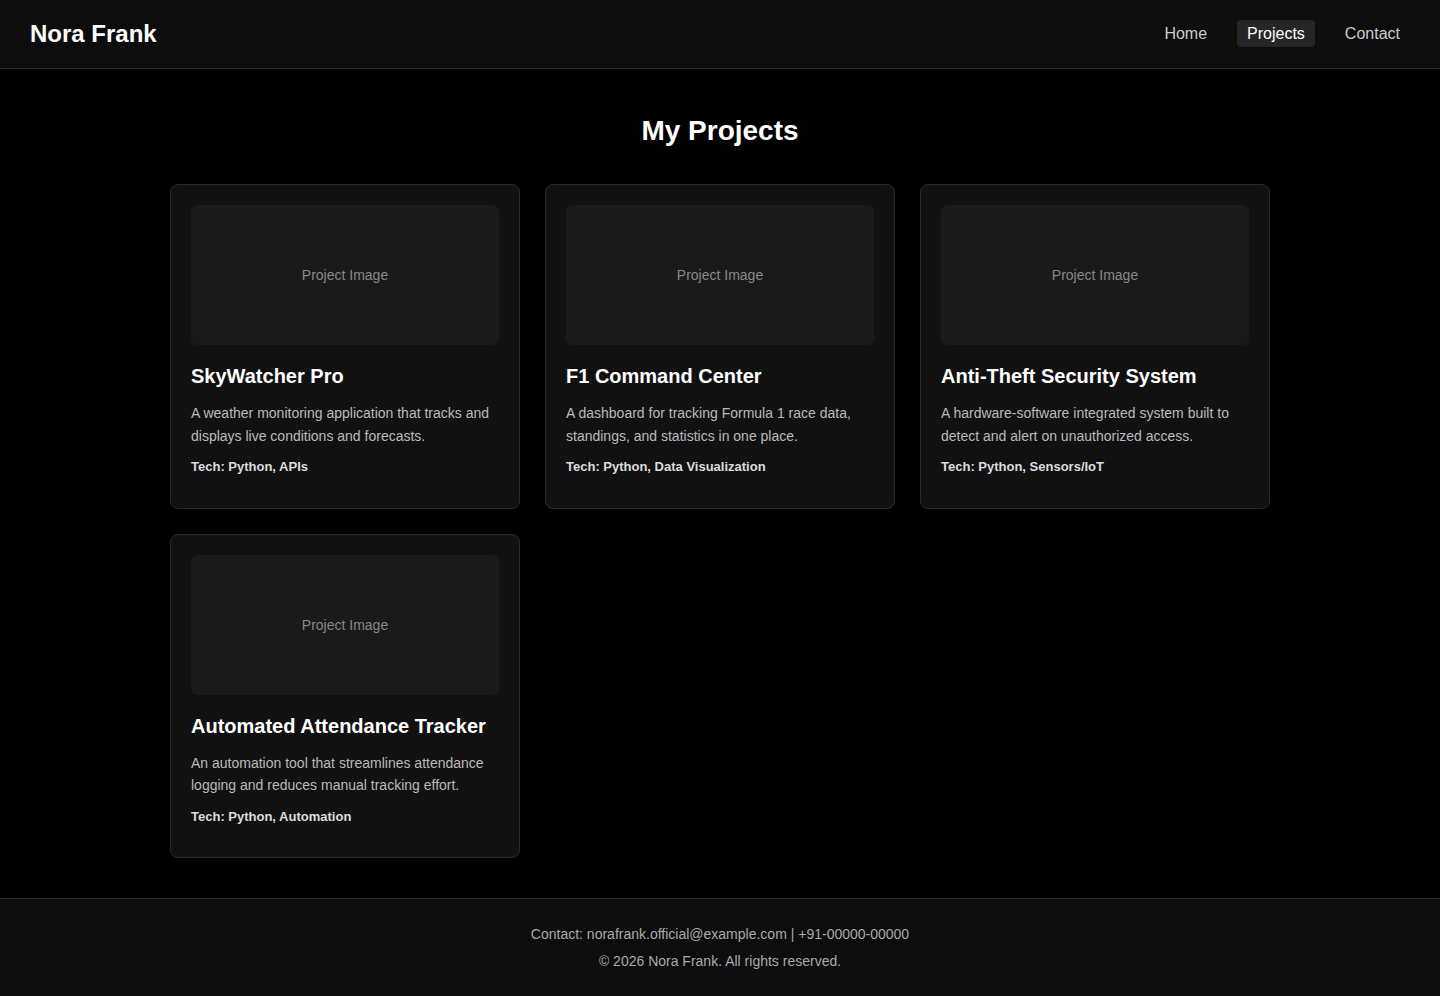 Nora Frank
Home
Projects
Contact
My Projects
Project Image
SkyWatcher Pro
A weather monitoring application that tracks and
displays live conditions and forecasts.
Tech: Python, APIs
Project Image
F1 Command Center
A dashboard for tracking Formula 1 race data,
standings, and statistics in one place.
Tech: Python, Data Visualization
Project Image
Anti-Theft Security System
A hardware-software integrated system built to
detect and alert on unauthorized access.
Tech: Python, Sensors/IoT
Project Image
Automated Attendance Tracker
An automation tool that streamlines attendance
logging and reduces manual tracking effort.
Tech: Python, Automation
Contact: norafrank.official@example.com | +91-00000-00000
© 2026 Nora Frank. All rights reserved.